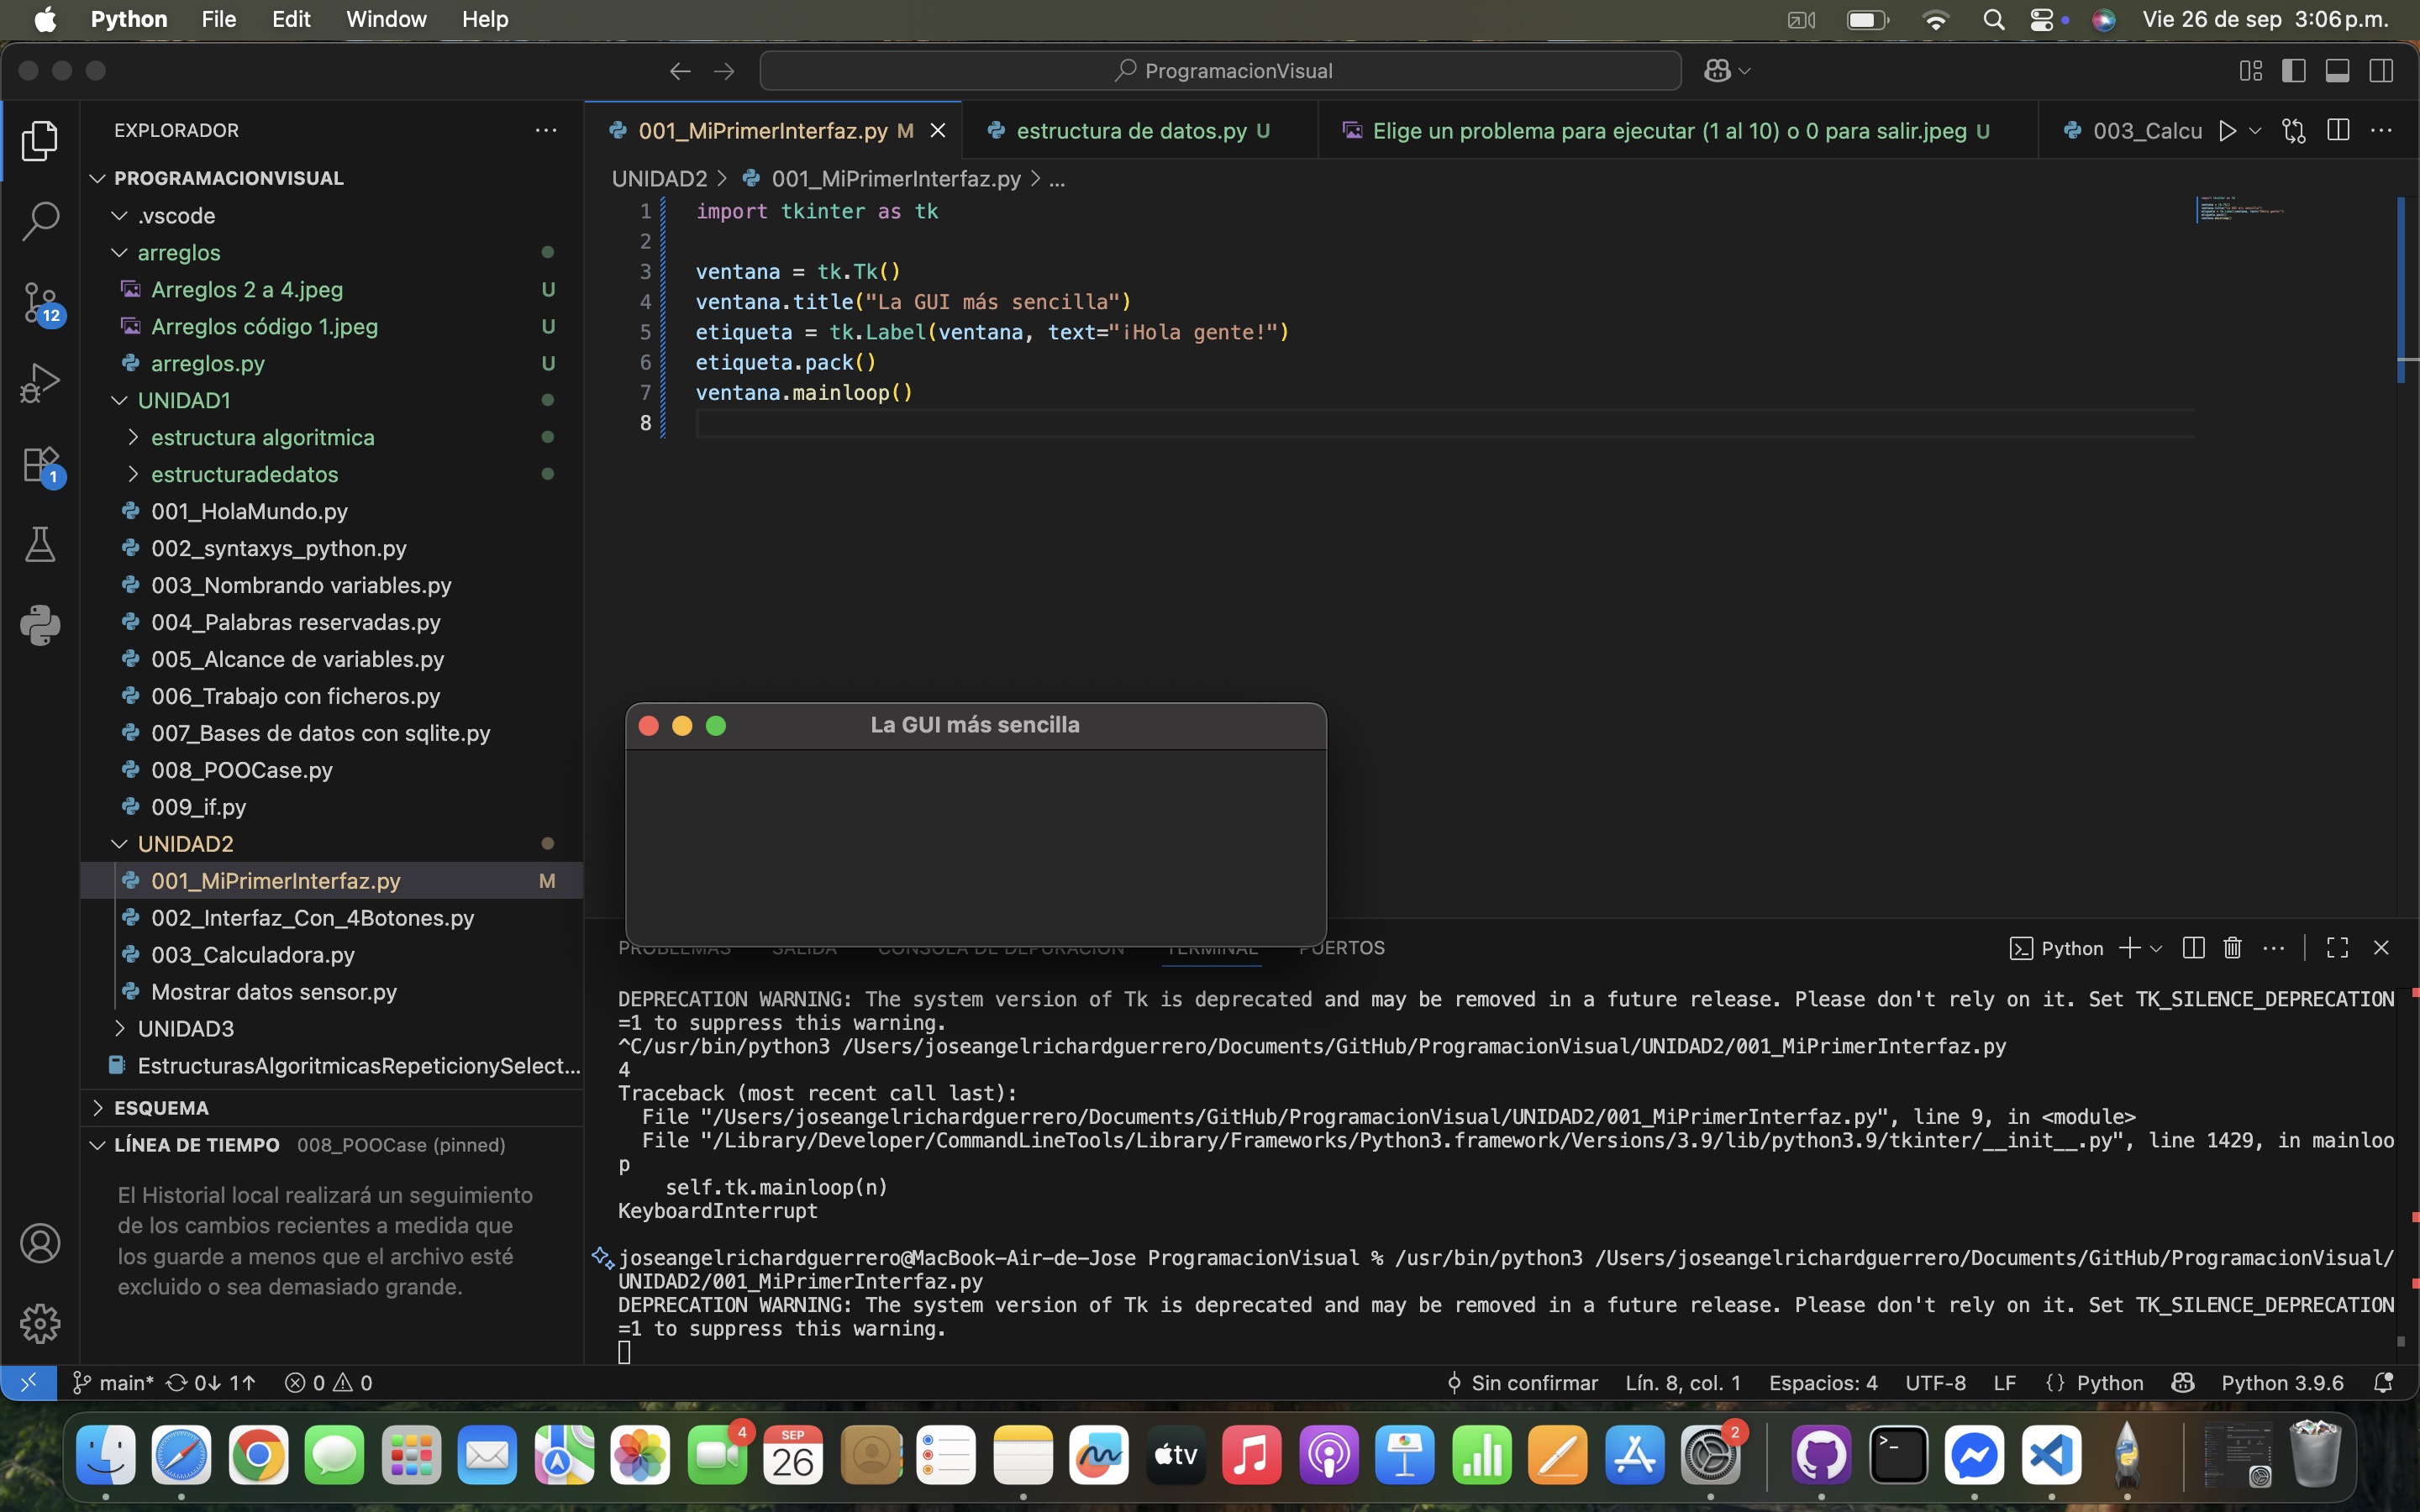 Python File Edit Window Help Vie 26 de sep 3:06 p.m.
ProgramacionVisual
EXPLORADOR
PROGRAMACIONVISUAL
.vscode
arreglos
Arreglos 2 a 4.jpeg U
Arreglos código 1.jpeg U
arreglos.py U
UNIDAD1
estructura algoritmica
estructuradedatos
001_HolaMundo.py
002_syntaxys_python.py
003_Nombrando variables.py
004_Palabras reservadas.py
005_Alcance de variables.py
006_Trabajo con ficheros.py
007_Bases de datos con sqlite.py
008_POOCase.py
009_if.py
UNIDAD2
001_MiPrimerInterfaz.py M
002_Interfaz_Con_4Botones.py
003_Calculadora.py
Mostrar datos sensor.py
UNIDAD3
EstructurasAlgoritmicasRepeticionySelect...
ESQUEMA
LÍNEA DE TIEMPO 008_POOCase (pinned)
El Historial local realizará un seguimiento
de los cambios recientes a medida que
los guarde a menos que el archivo esté
excluido o sea demasiado grande.
12
1
001_MiPrimerInterfaz.py M estructura de datos.py U Elige un problema para ejecutar (1 al 10) o 0 para salir.jpeg U 003_Calcu
UNIDAD2 > 001_MiPrimerInterfaz.py > ...
1 import tkinter as tk
2
3 ventana = tk.Tk()
4 ventana.title("La GUI más sencilla")
5 etiqueta = tk.Label(ventana, text="¡Hola gente!")
6 etiqueta.pack()
7 ventana.mainloop()
8
La GUI más sencilla
PROBLEMAS SALIDA CONSOLA DE DEPURACIÓN TERMINAL PUERTOS Python
DEPRECATION WARNING: The system version of Tk is deprecated and may be removed in a future release. Please don't rely on it. Set TK_SILENCE_DEPRECATION
=1 to suppress this warning.
^C/usr/bin/python3 /Users/joseangelrichardguerrero/Documents/GitHub/ProgramacionVisual/UNIDAD2/001_MiPrimerInterfaz.py
4
Traceback (most recent call last):
File "/Users/joseangelrichardguerrero/Documents/GitHub/ProgramacionVisual/UNIDAD2/001_MiPrimerInterfaz.py", line 9, in <module>
File "/Library/Developer/CommandLineTools/Library/Frameworks/Python3.framework/Versions/3.9/lib/python3.9/tkinter/__init__.py", line 1429, in mainloo
p
self.tk.mainloop(n)
KeyboardInterrupt
joseangelrichardguerrero@MacBook-Air-de-Jose ProgramacionVisual % /usr/bin/python3 /Users/joseangelrichardguerrero/Documents/GitHub/ProgramacionVisual/
UNIDAD2/001_MiPrimerInterfaz.py
DEPRECATION WARNING: The system version of Tk is deprecated and may be removed in a future release. Please don't rely on it. Set TK_SILENCE_DEPRECATION
=1 to suppress this warning.
main* 0↓ 1↑ 0 0 Sin confirmar Lín. 8, col. 1 Espacios: 4 UTF-8 LF {} Python Python 3.9.6
4
SEP
26
tv
2